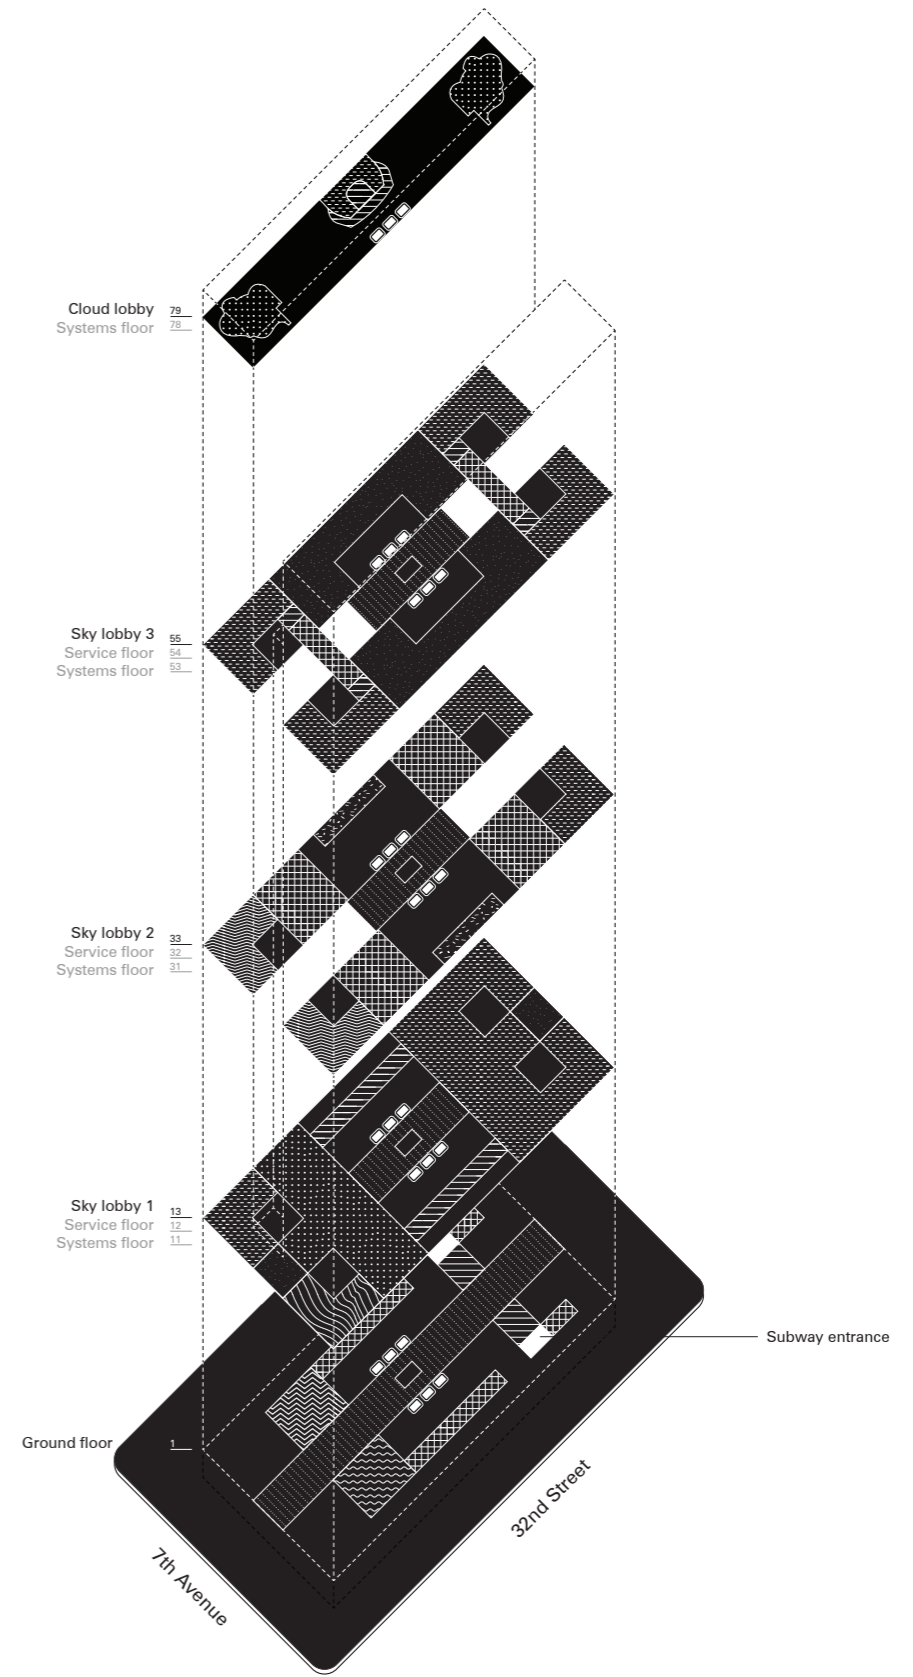 Cloud lobby 79
Systems floor 78
Sky lobby 3 55
Service floor 54
Systems floor 53
Sky lobby 2 33
Service floor 32
Systems floor 31
Sky lobby 1 13
Service floor 12
Systems floor 11
Subway entrance
Ground floor 1
32nd Street
7th Avenue